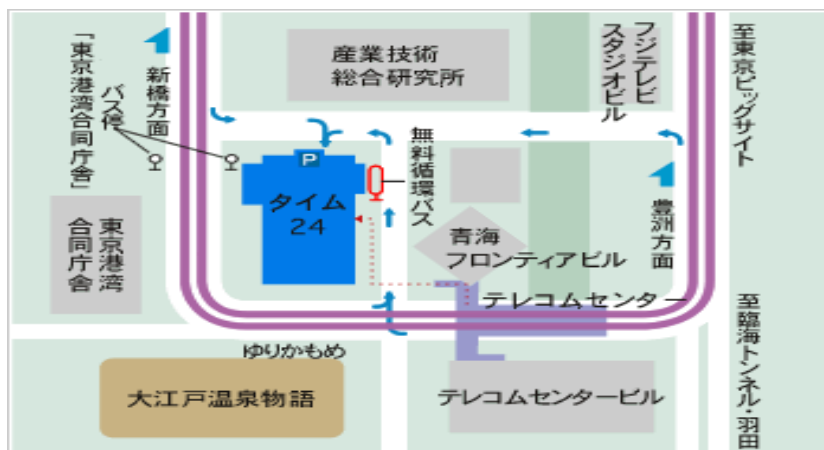 「東京港湾合同庁舎」
バス停
新橋方面
産業技術
総合研究所
フジテレビ
スタジオビル
至東京ビッグサイト
P
無料循環バス
タイム
24
豊洲方面
東京港湾
合同庁舎
青海
フロンティアビル
テレコムセンター
至臨海トンネル・羽田
ゆりかもめ
大江戸温泉物語
テレコムセンタービル